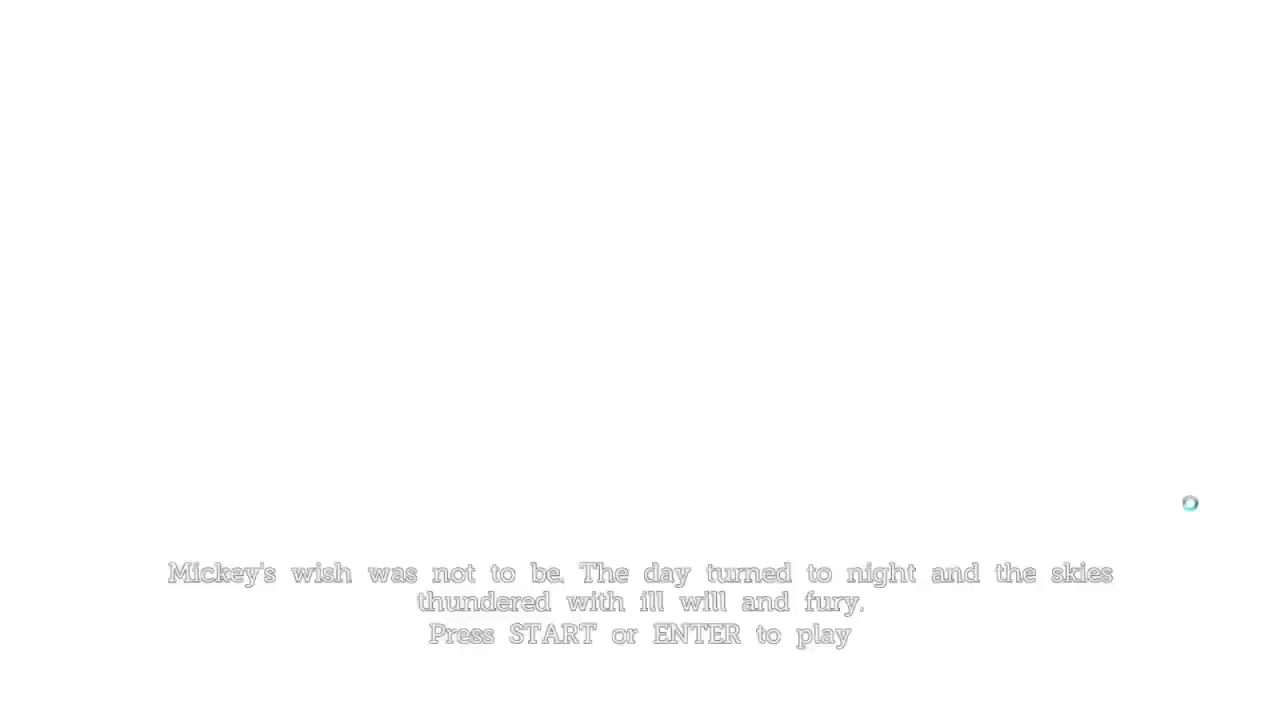 Mickey's wish was not to be. The day turned to night and the skies
thundered with ill will and fury.
Press START or ENTER to play